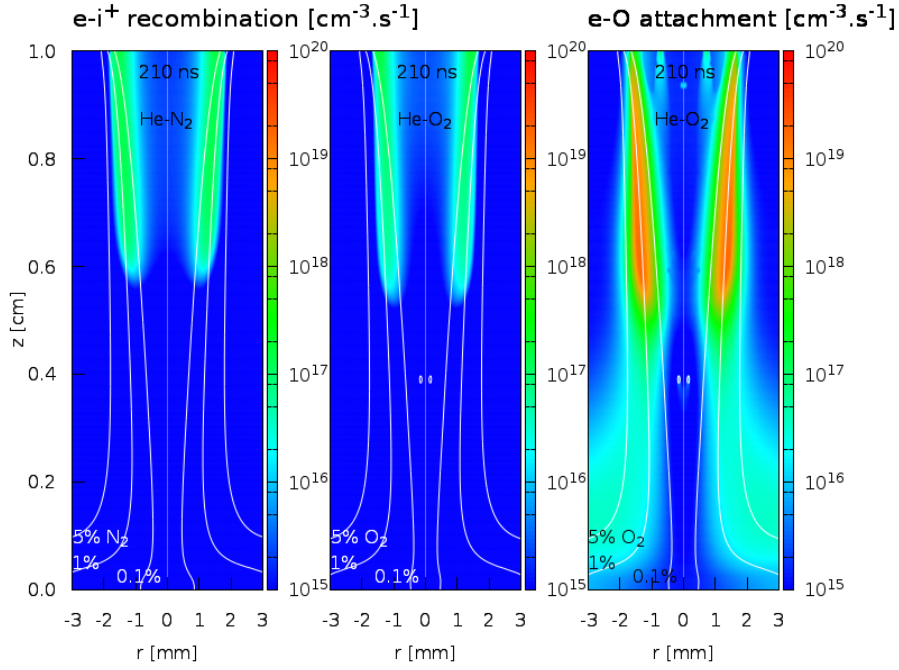 e-i⁺ recombination [cm⁻³.s⁻¹]
e-O attachment [cm⁻³.s⁻¹]
1.0
0.8
0.6
0.4
0.2
0.0
z [cm]
210 ns
He-N₂
5% N₂
1%
0.1%
-3 -2 -1 0 1 2 3
r [mm]
10²⁰
10¹⁹
10¹⁸
10¹⁷
10¹⁶
10¹⁵
210 ns
He-O₂
5% O₂
1%
0.1%
-3 -2 -1 0 1 2 3
r [mm]
10²⁰
10¹⁹
10¹⁸
10¹⁷
10¹⁶
10¹⁵
210 ns
He-O₂
5% O₂
1%
0.1%
-3 -2 -1 0 1 2 3
r [mm]
10²⁰
10¹⁹
10¹⁸
10¹⁷
10¹⁶
10¹⁵